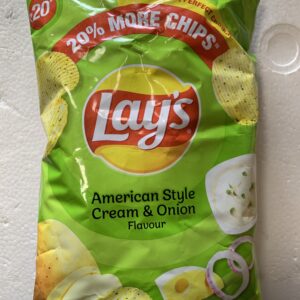 20*
20% MORE CHIPS*
Lay's
American Style
Cream & Onion
Flavour